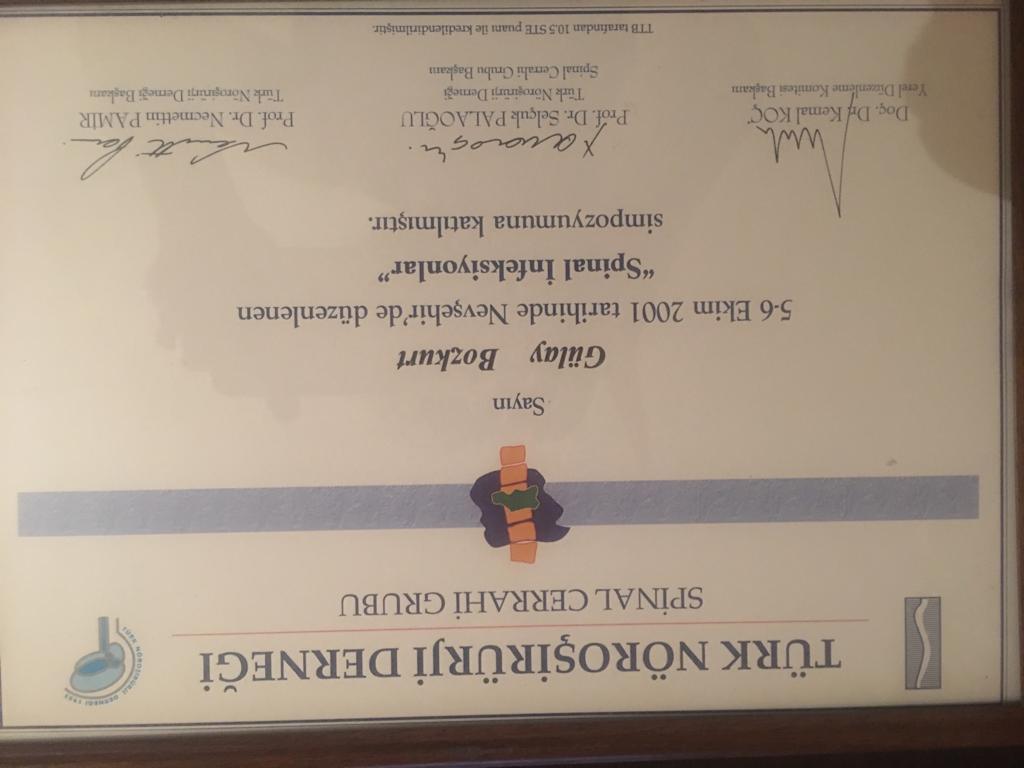 TÜRK NÖROŞİRÜRJİ DERNEĞİ
SPİNAL CERRAHİ GRUBU
Sayın
Gülay Bozkurt
5-6 Ekim 2001 tarihinde Nevşehir'de düzenlenen
“Spinal İnfeksiyonlar”
simpozyumuna katılmıştır.
Doç. Dr. Kemal KOÇ
Yerel Düzenleme Komitesi Başkanı
Prof. Dr. Selçuk PALAOĞLU
Türk Nöroşirürji Derneği
Spinal Cerrahi Grubu Başkanı
Prof. Dr. Necmettin PAMİR
Türk Nöroşirürji Derneği Başkanı
TTB tarafından 10.5 STE puanı ile kredilendirilmiştir.